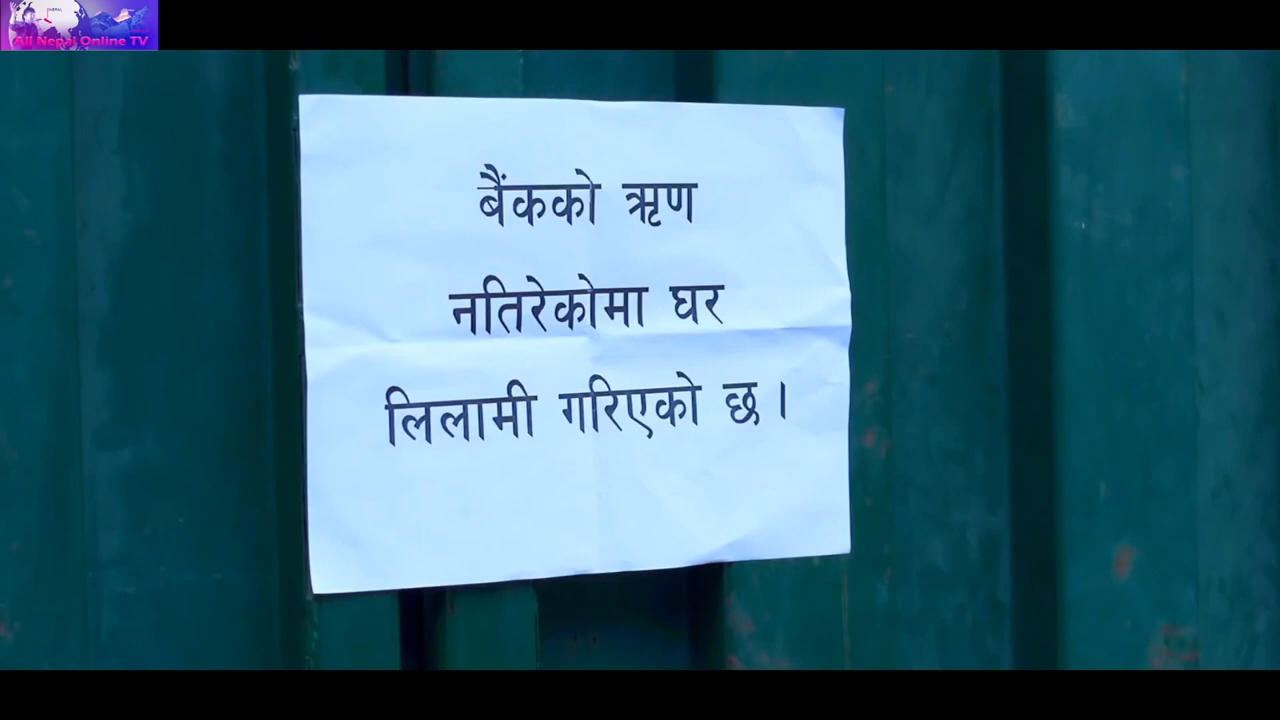 All Nepal Online TV
बैंकको ऋण
नतिरेकोमा घर
लिलामी गरिएको छ ।